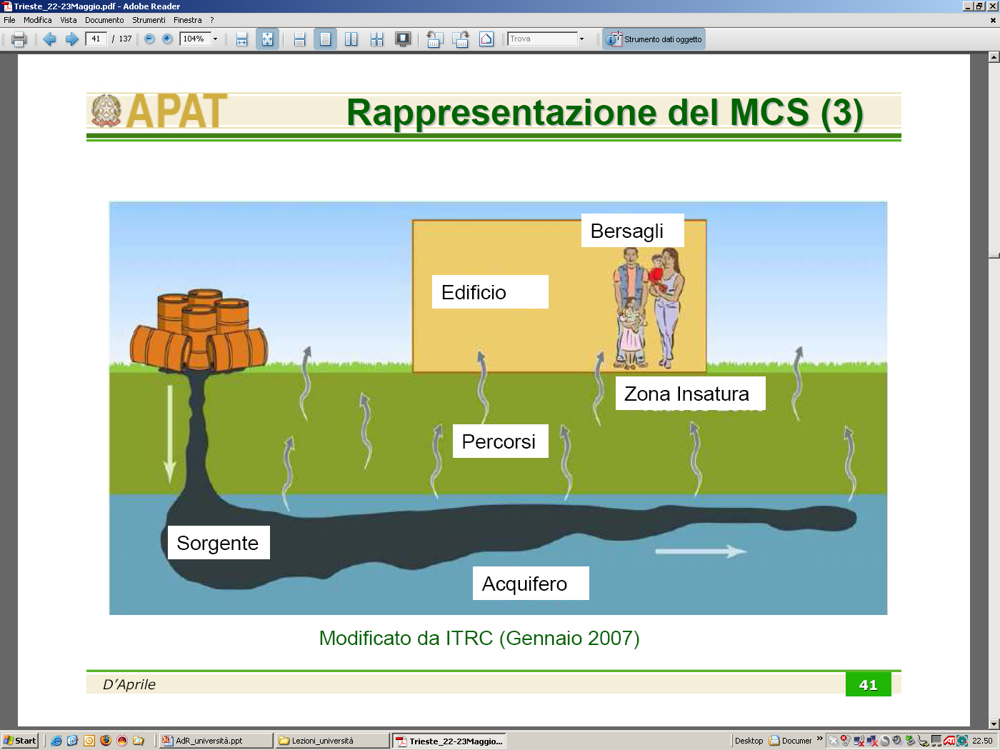 Trieste_22-23Maggio.pdf - Adobe Reader
File Modifica Vista Documento Strumenti Finestra ?
41 / 137 104% Trova Strumento dati oggetto
APAT
Rappresentazione del MCS (3)
Bersagli
Edificio
Zona Insatura
Percorsi
Sorgente
Acquifero
Modificato da ITRC (Gennaio 2007)
D'Aprile
41
Start AdR_università.ppt Lezioni_università Trieste_22-23Maggio... Desktop Documer » 22.50